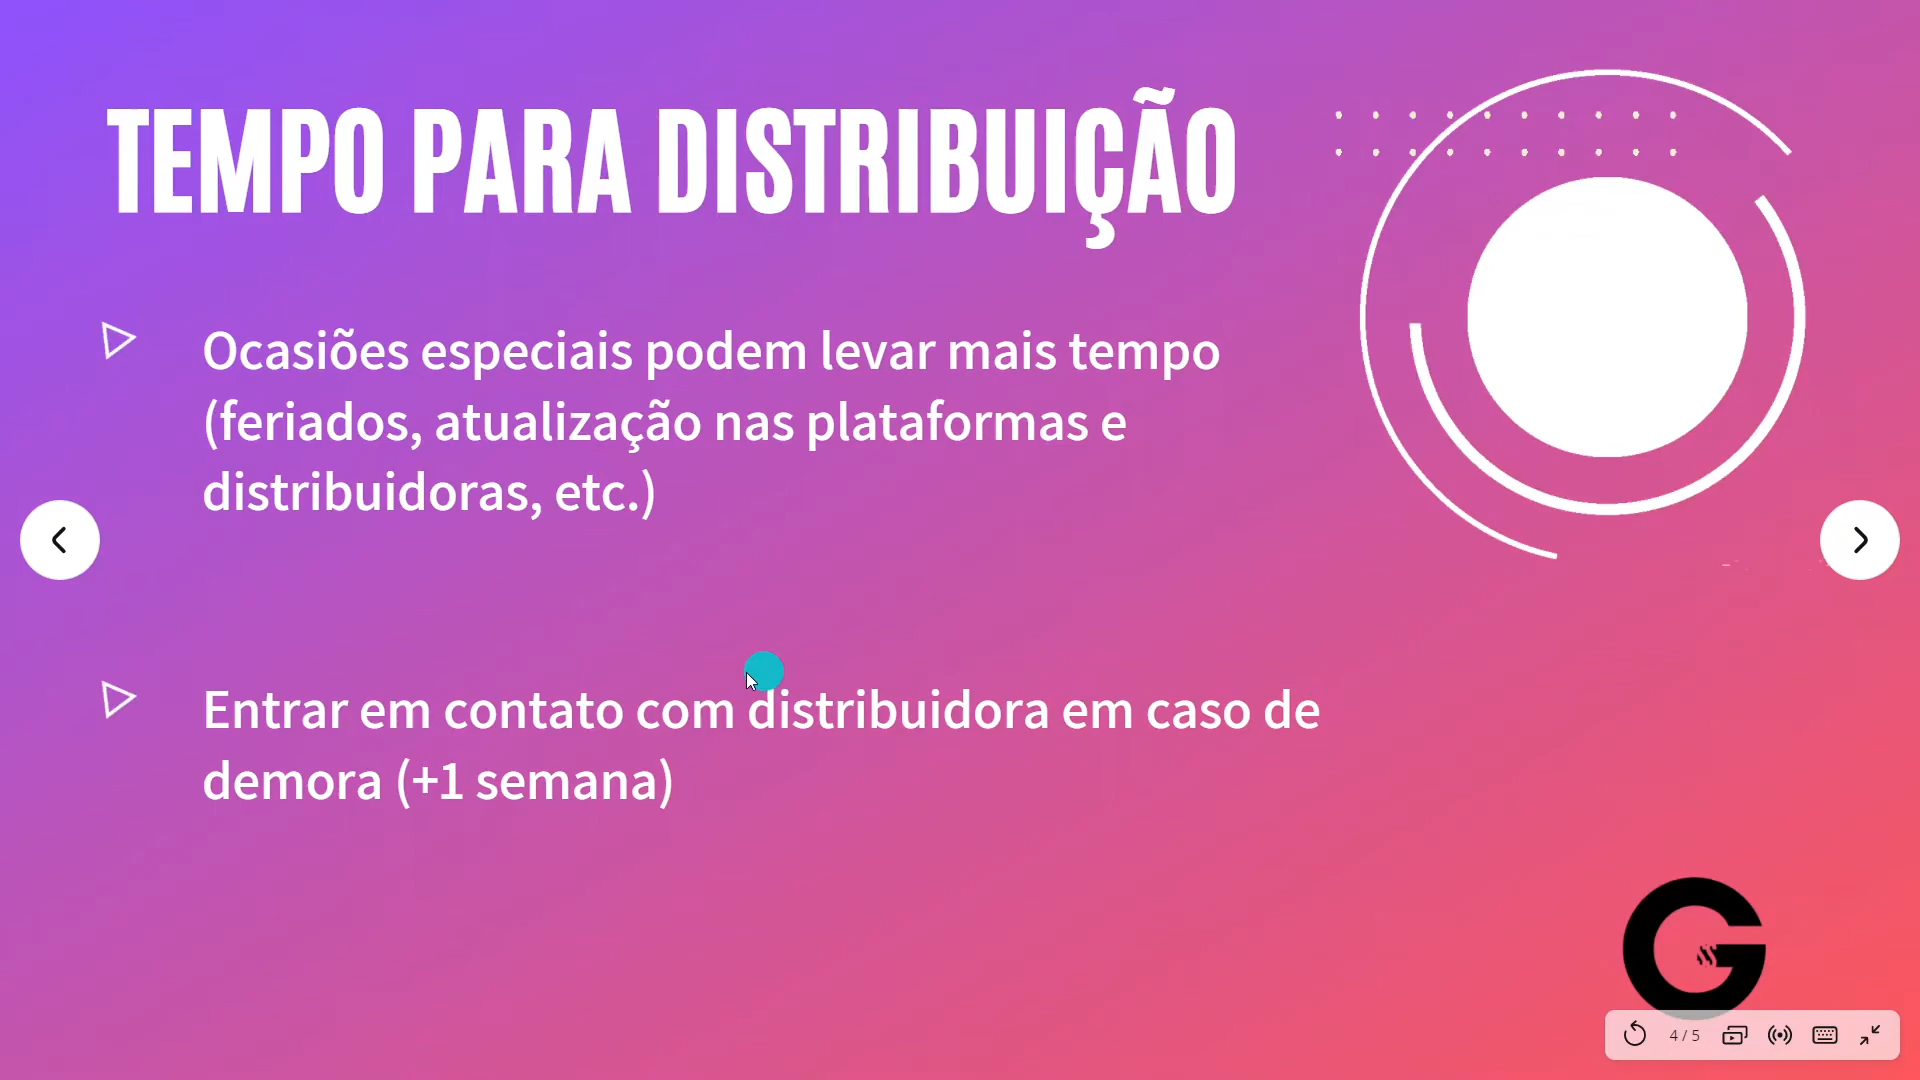 TEMPO PARA DISTRIBUIÇÃO
Ocasiões especiais podem levar mais tempo
(feriados, atualização nas plataformas e
distribuidoras, etc.)
Entrar em contato com distribuidora em caso de
demora (+1 semana)
G
4 / 5